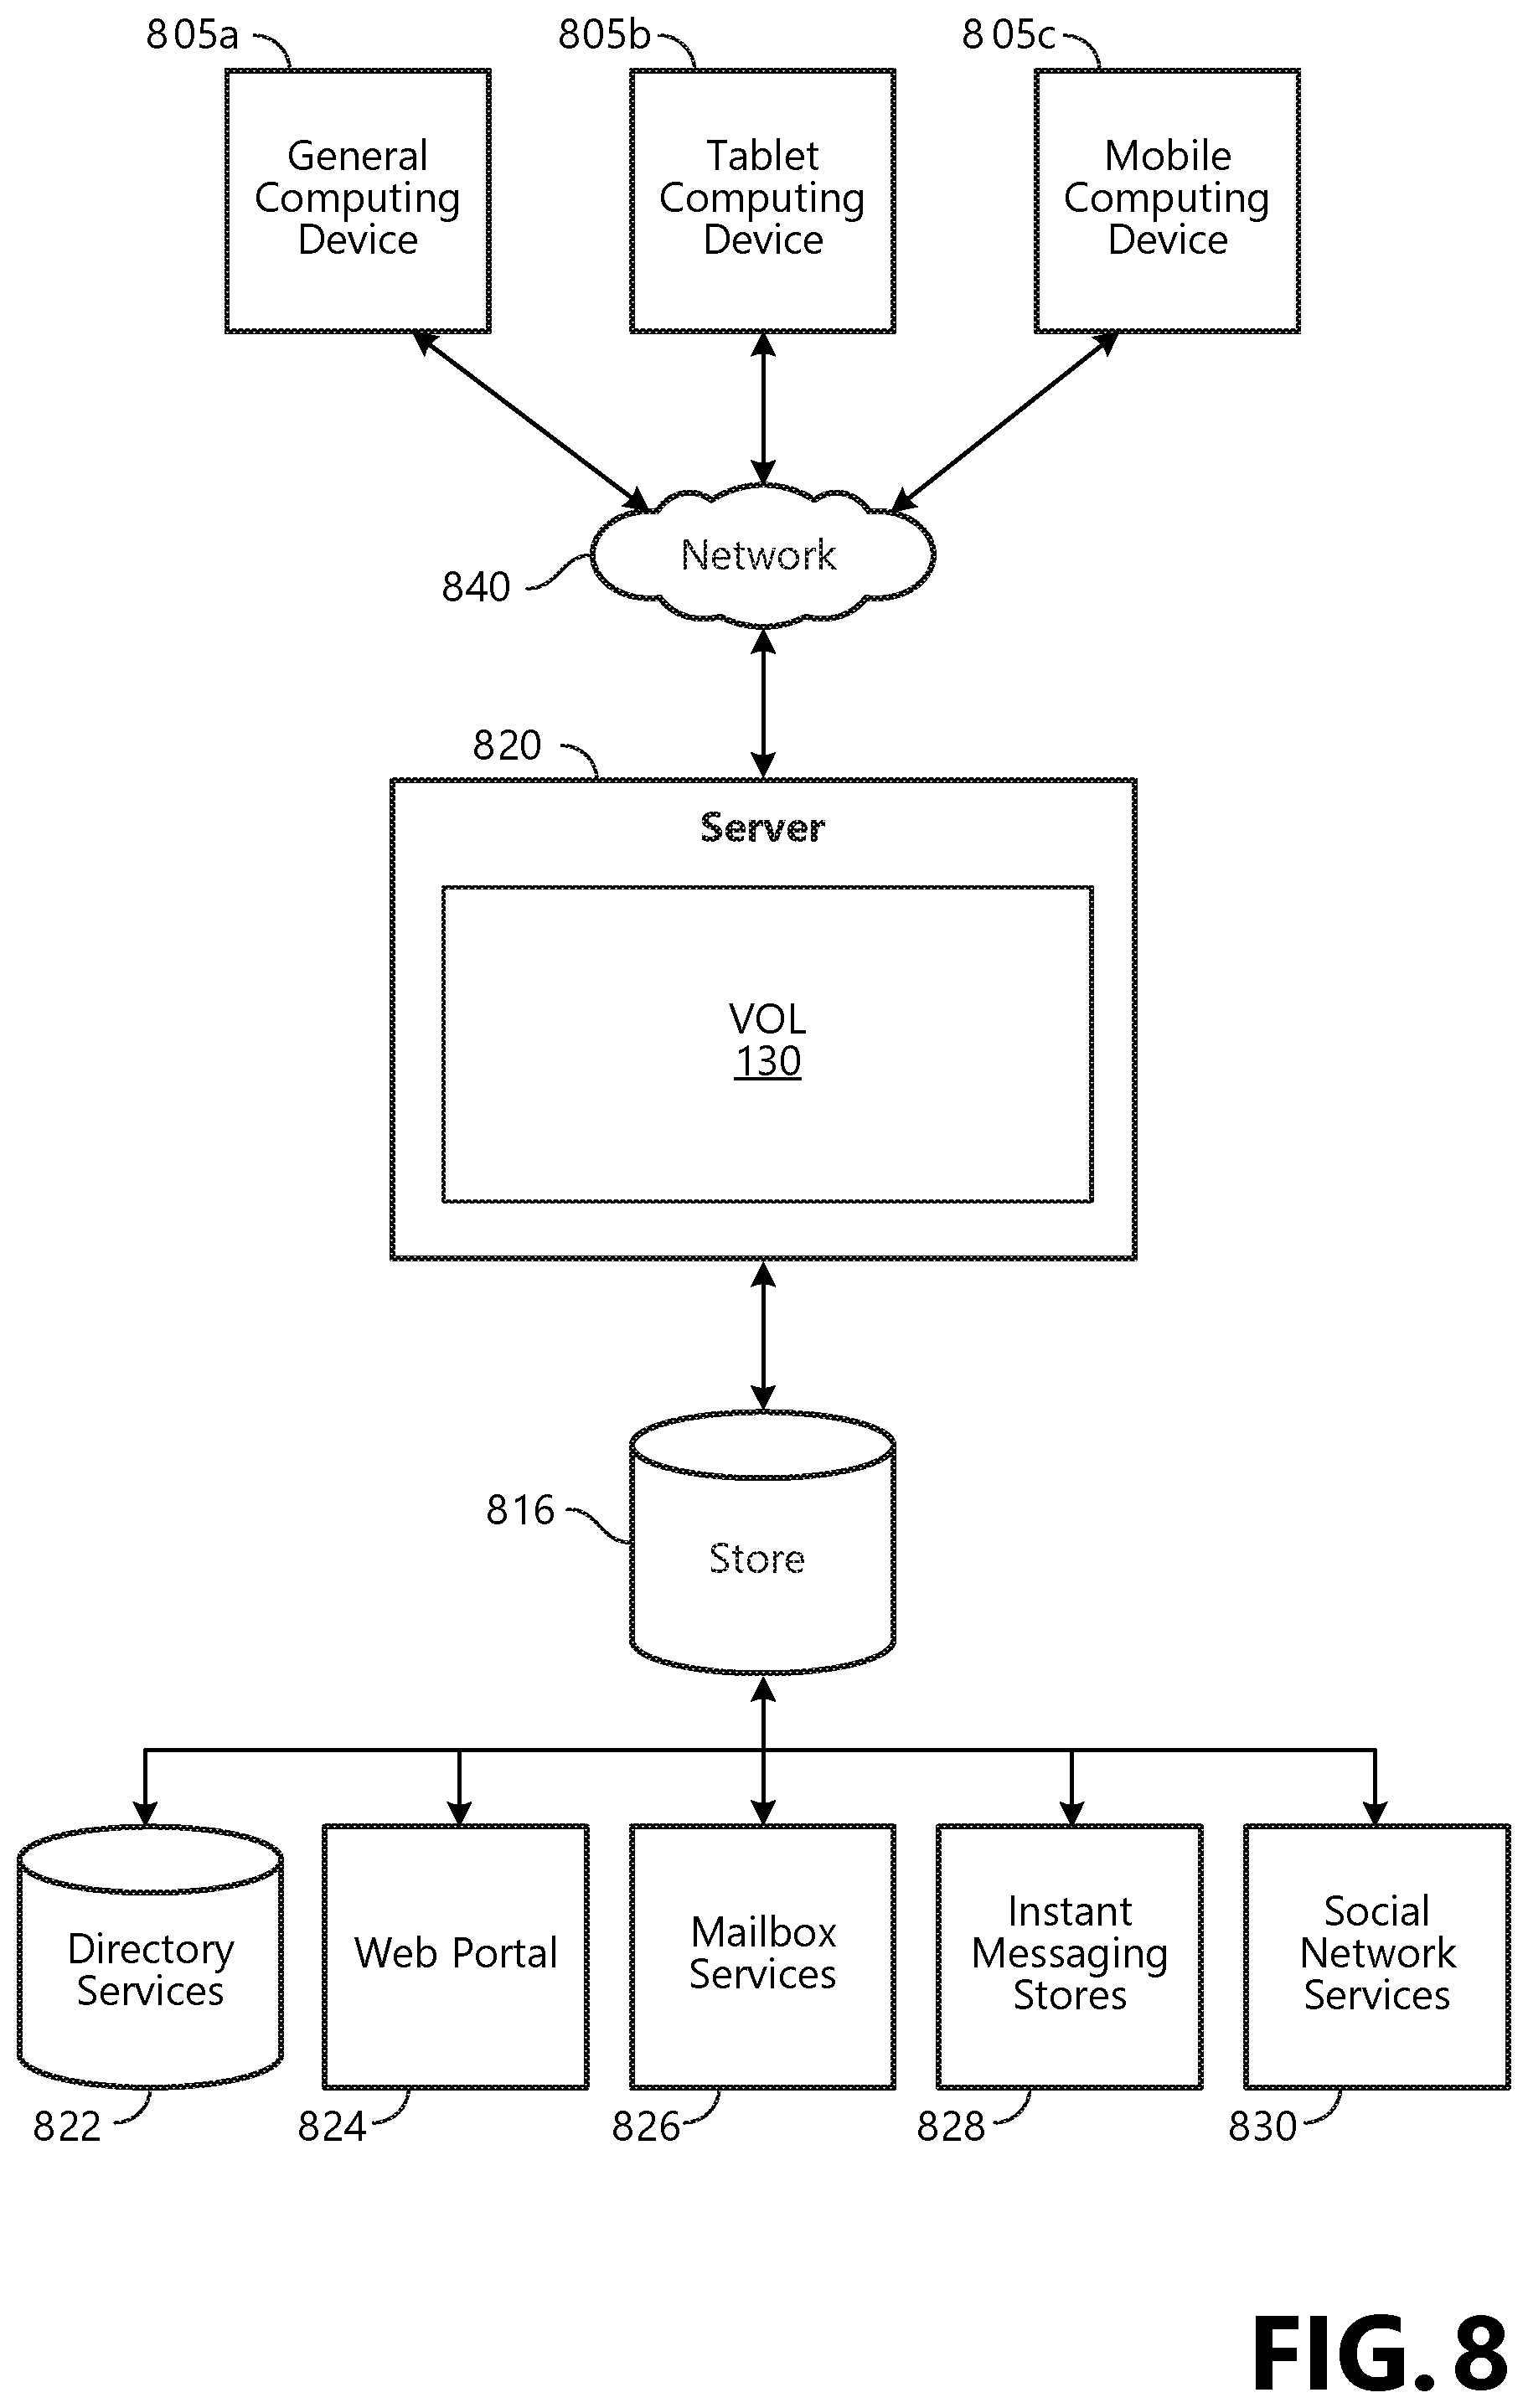 805a 805b 805c
General
Computing
Device
Tablet
Computing
Device
Mobile
Computing
Device
Network
840
820
Server
VOL
130
816
Store
Directory
Services
Web Portal
Mailbox
Services
Instant
Messaging
Stores
Social
Network
Services
822 824 826 828 830
FIG. 8